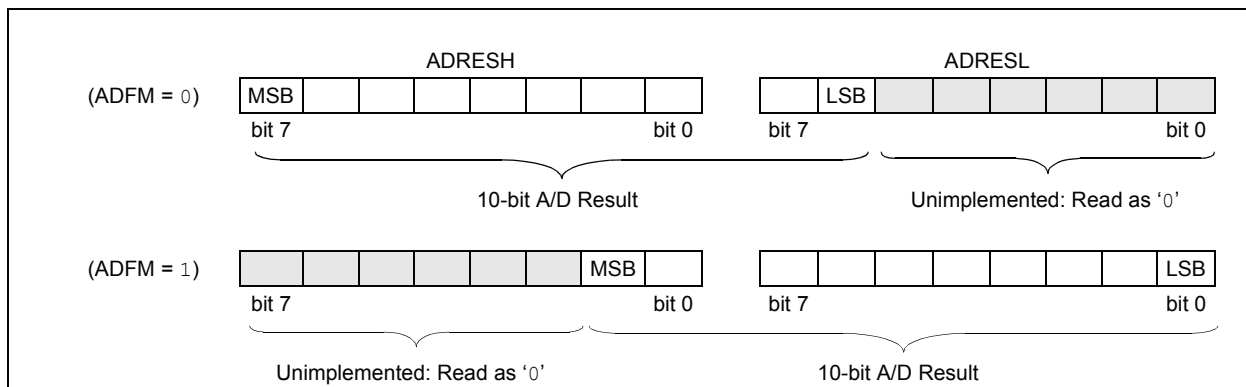 ADRESH ADRESL
(ADFM = 0) MSB LSB
bit 7 bit 0 bit 7 bit 0
10-bit A/D Result Unimplemented: Read as ‘0’
(ADFM = 1) MSB LSB
bit 7 bit 0 bit 7 bit 0
Unimplemented: Read as ‘0’ 10-bit A/D Result